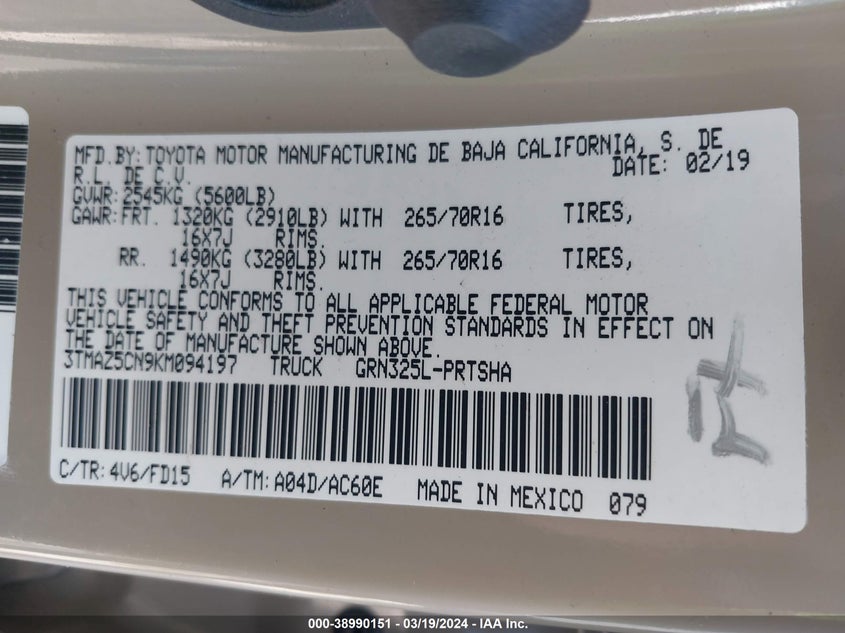 MFD.BY: TOYOTA MOTOR MANUFACTURING DE BAJA CALIFORNIA, S. DE
R.L. DE C.V. DATE: 02/19
GVWR: 2545KG (5600LB)
GAWR: FRT. 1320KG (2910LB) WITH 265/70R16 TIRES,
16X7J RIMS.
RR. 1490KG (3280LB) WITH 265/70R16 TIRES,
16X7J RIMS.
THIS VEHICLE CONFORMS TO ALL APPLICABLE FEDERAL MOTOR
VEHICLE SAFETY AND THEFT PREVENTION STANDARDS IN EFFECT ON
THE DATE OF MANUFACTURE SHOWN ABOVE.
3TMAZ5CN9KM094197 TRUCK GRN325L-PRTSHA
C/TR: 4V6/FD15 A/TM: A04D/AC60E MADE IN MEXICO 079
000-38990151 - 03/19/2024 - IAA Inc.